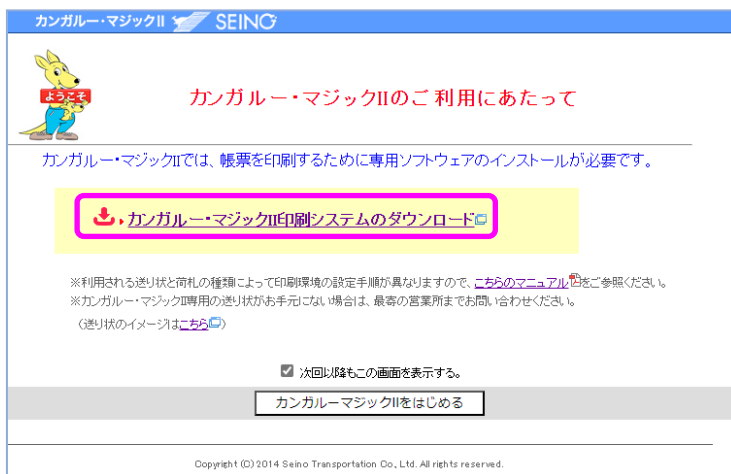 カンガルー・マジックII SEINO
ようこそ
カンガルー・マジックIIのご利用にあたって
カンガルー・マジックIIでは、帳票を印刷するために専用ソフトウェアのインストールが必要です。
カンガルー・マジックII印刷システムのダウンロード
※利用される送り状と荷札の種類によって印刷環境の設定手順が異なりますので、こちらのマニュアルをご参照ください。
※カンガルー・マジックII専用の送り状がお手元にない場合は、最寄の営業所までお問い合わせください。
（送り状のイメージはこちら）
次回以降もこの画面を表示する。
カンガルーマジックIIをはじめる
Copyright (C)2014 Seino Transportation Co., Ltd. All rights reserved.